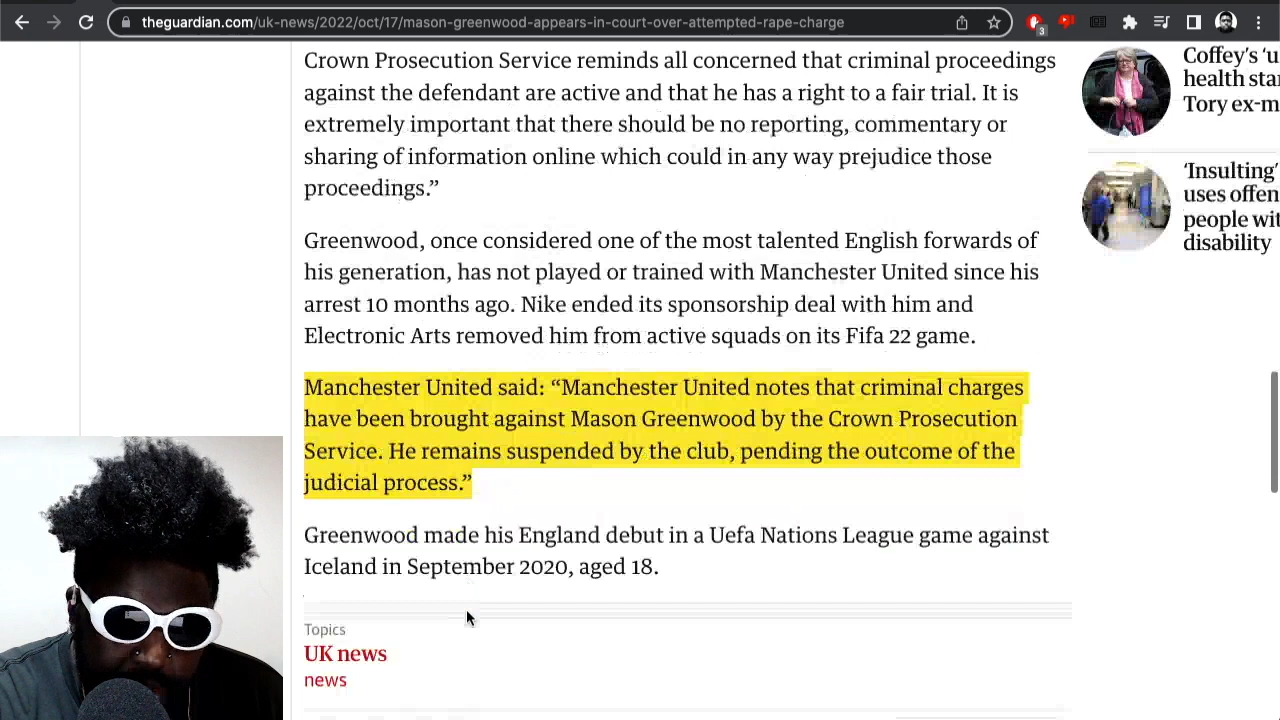 theguardian.com/uk-news/2022/oct/17/mason-greenwood-appears-in-court-over-attempted-rape-charge
3
Crown Prosecution Service reminds all concerned that criminal proceedings
against the defendant are active and that he has a right to a fair trial. It is
extremely important that there should be no reporting, commentary or
sharing of information online which could in any way prejudice those
proceedings.”
Greenwood, once considered one of the most talented English forwards of
his generation, has not played or trained with Manchester United since his
arrest 10 months ago. Nike ended its sponsorship deal with him and
Electronic Arts removed him from active squads on its Fifa 22 game.
Manchester United said: “Manchester United notes that criminal charges
have been brought against Mason Greenwood by the Crown Prosecution
Service. He remains suspended by the club, pending the outcome of the
judicial process.”
Greenwood made his England debut in a Uefa Nations League game against
Iceland in September 2020, aged 18.
Topics
UK news
news
Coffey’s ‘u
health sta
Tory ex-m
‘Insulting’
uses offen
people wit
disability